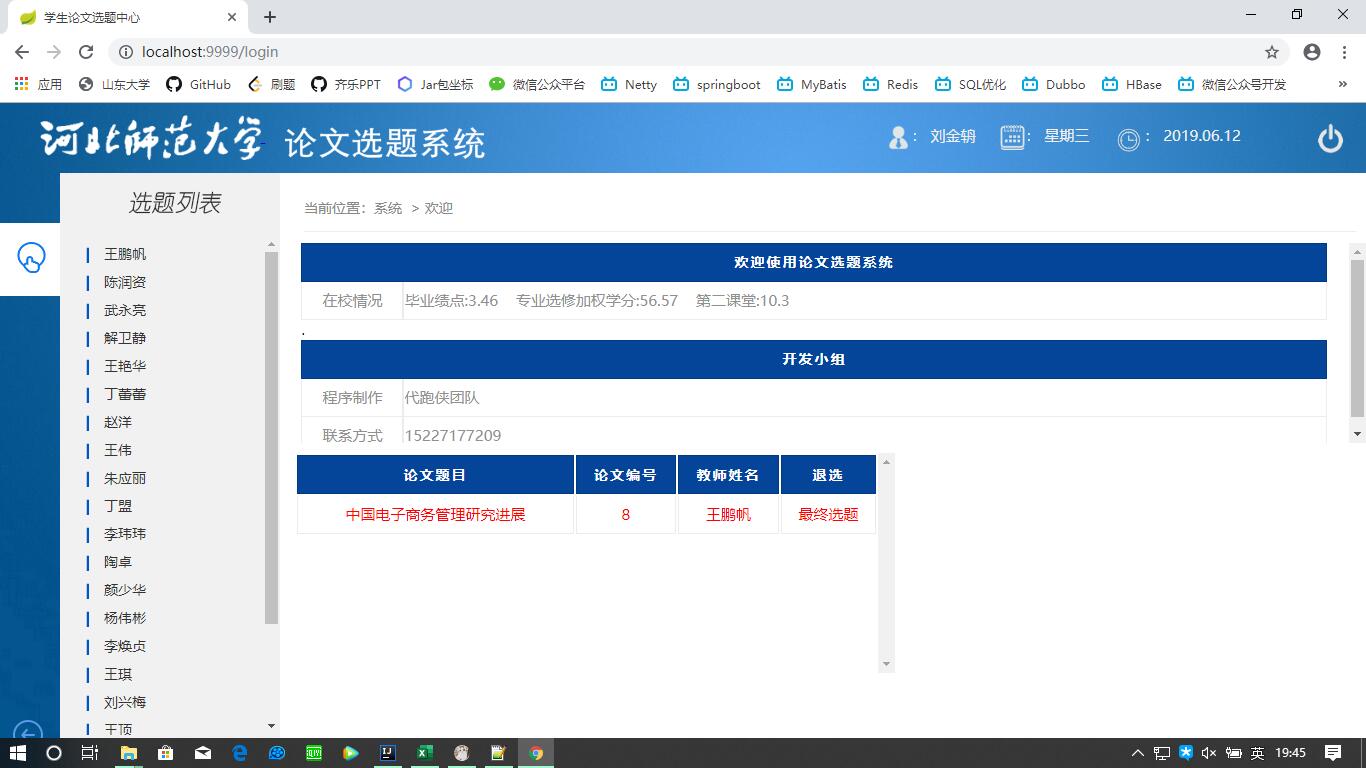 学生论文选题中心
localhost:9999/login
应用 山东大学 GitHub 刷题 齐乐PPT Jar包坐标 微信公众平台 Netty springboot MyBatis Redis SQL优化 Dubbo HBase 微信公众号开发 »
河北师范大学 论文选题系统 : 刘金钥 : 星期三 : 2019.06.12
选题列表
当前位置：系统 > 欢迎
王鹏帆
陈润资
武永亮
解卫静
王艳华
丁蕾蕾
赵洋
王伟
朱应丽
丁盟
李玮玮
陶卓
颜少华
杨伟彬
李焕贞
王琪
刘兴梅
王顶
欢迎使用论文选题系统
在校情况 毕业绩点:3.46 专业选修加权学分:56.57 第二课堂:10.3
.
开发小组
程序制作 代跑侠团队
联系方式 15227177209
论文题目 论文编号 教师姓名 退选
中国电子商务管理研究进展 8 王鹏帆 最终选题
英 19:45